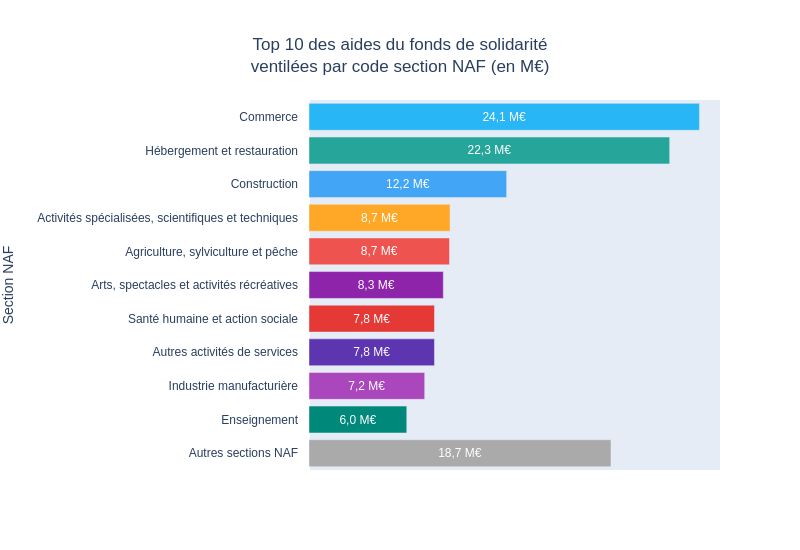 Top 10 des aides du fonds de solidarité
ventilées par code section NAF (en M€)
Section NAF
Commerce 24,1 M€
Hébergement et restauration 22,3 M€
Construction 12,2 M€
Activités spécialisées, scientifiques et techniques 8,7 M€
Agriculture, sylviculture et pêche 8,7 M€
Arts, spectacles et activités récréatives 8,3 M€
Santé humaine et action sociale 7,8 M€
Autres activités de services 7,8 M€
Industrie manufacturière 7,2 M€
Enseignement 6,0 M€
Autres sections NAF 18,7 M€